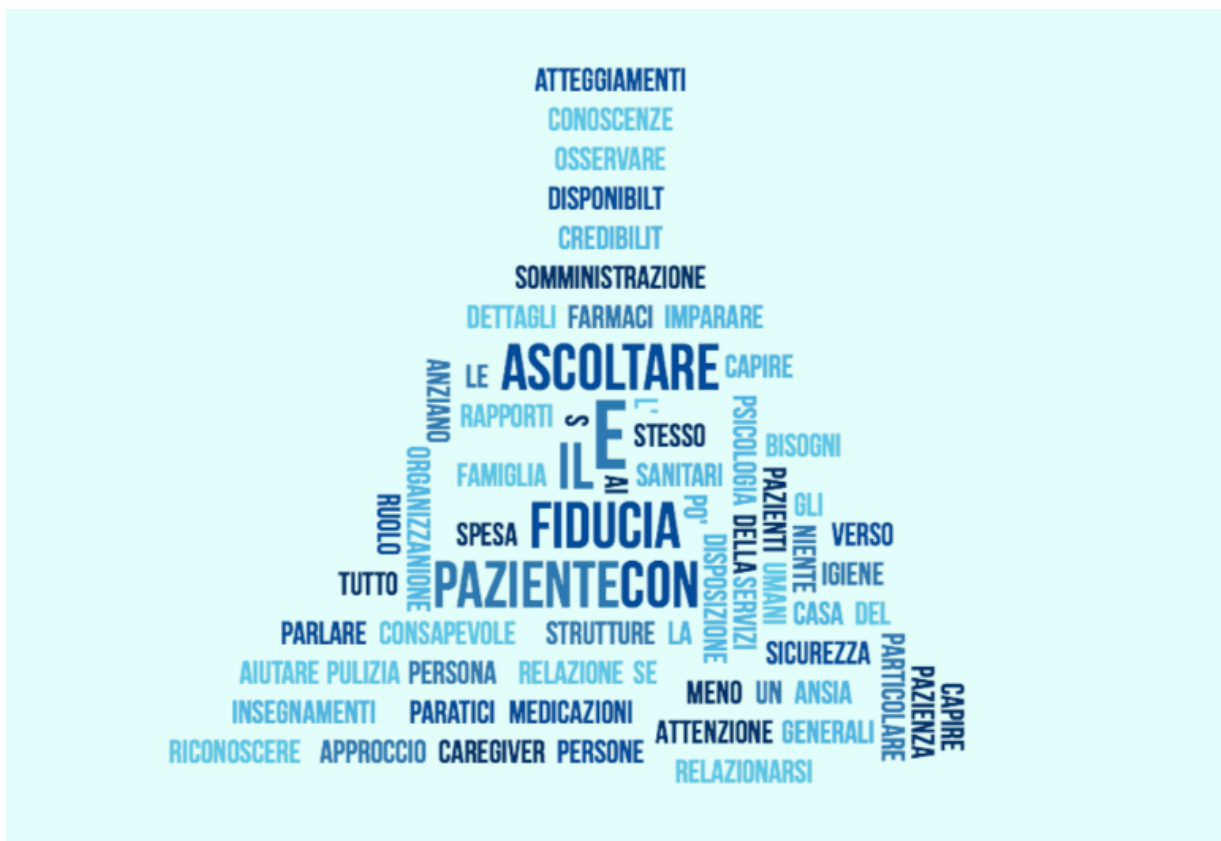 ATTEGGIAMENTI
CONOSCENZE
OSSERVARE
DISPONIBILT
CREDIBILIT
SOMMINISTRAZIONE
DETTAGLI FARMACI IMPARARE
ANZIANO LE ASCOLTARE CAPIRE
RAPPORTI S E L' STESSO PSICOLOGIA BISOGNI
FAMIGLIA IL AI SANITARI PAZIENTI GLI
RUOLO ORGANIZZANIONE SPESA FIDUCIA PO' DELLA NIENTE VERSO
TUTTO PAZIENTE CON DISPOSIZIONE SERVIZI UMANI IGIENE
CASA DEL
PARLARE CONSAPEVOLE STRUTTURE LA
SICUREZZA PARTICOLARE PAZIENZA CAPIRE
AIUTARE PULIZIA PERSONA RELAZIONE SE
MENO UN ANSIA
INSEGNAMENTI PARATICI MEDICAZIONI
ATTENZIONE GENERALI
RICONOSCERE APPROCCIO CAREGIVER PERSONE
RELAZIONARSI